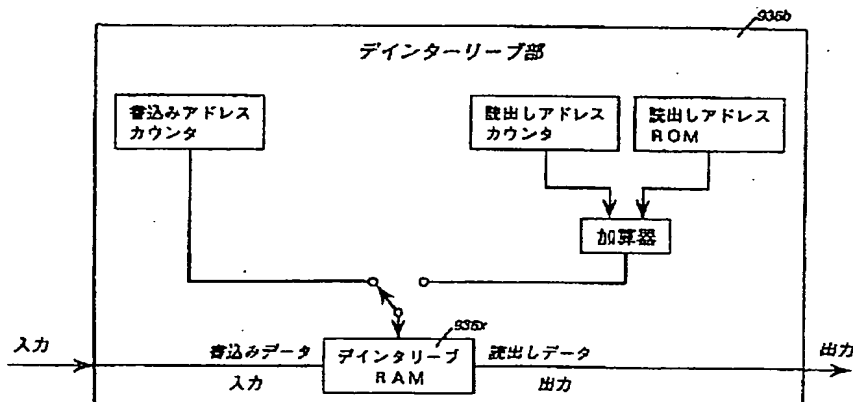 936b
デインターリーブ部
書込みアドレス
カウンタ
読出しアドレス
カウンタ
読出しアドレス
ROM
加算器
936x
入力
書込みデータ
入力
デインタリーブ
RAM
読出しデータ
出力
出力